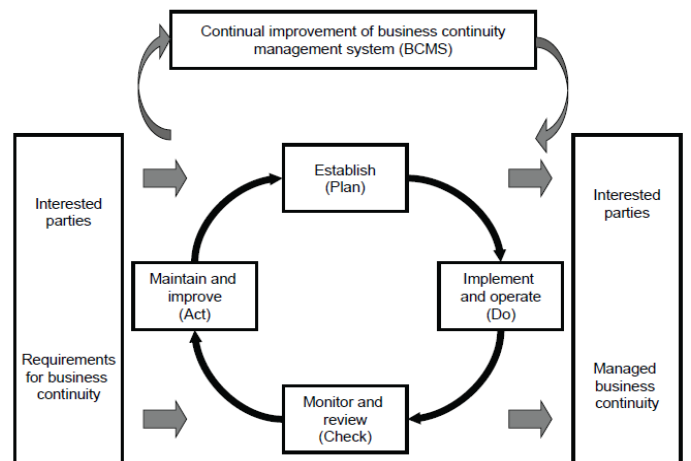 Continual improvement of business continuity
management system (BCMS)
Establish
(Plan)
Interested
parties
Interested
parties
Maintain and
improve
(Act)
Implement
and operate
(Do)
Requirements
for business
continuity
Managed
business
continuity
Monitor and
review
(Check)